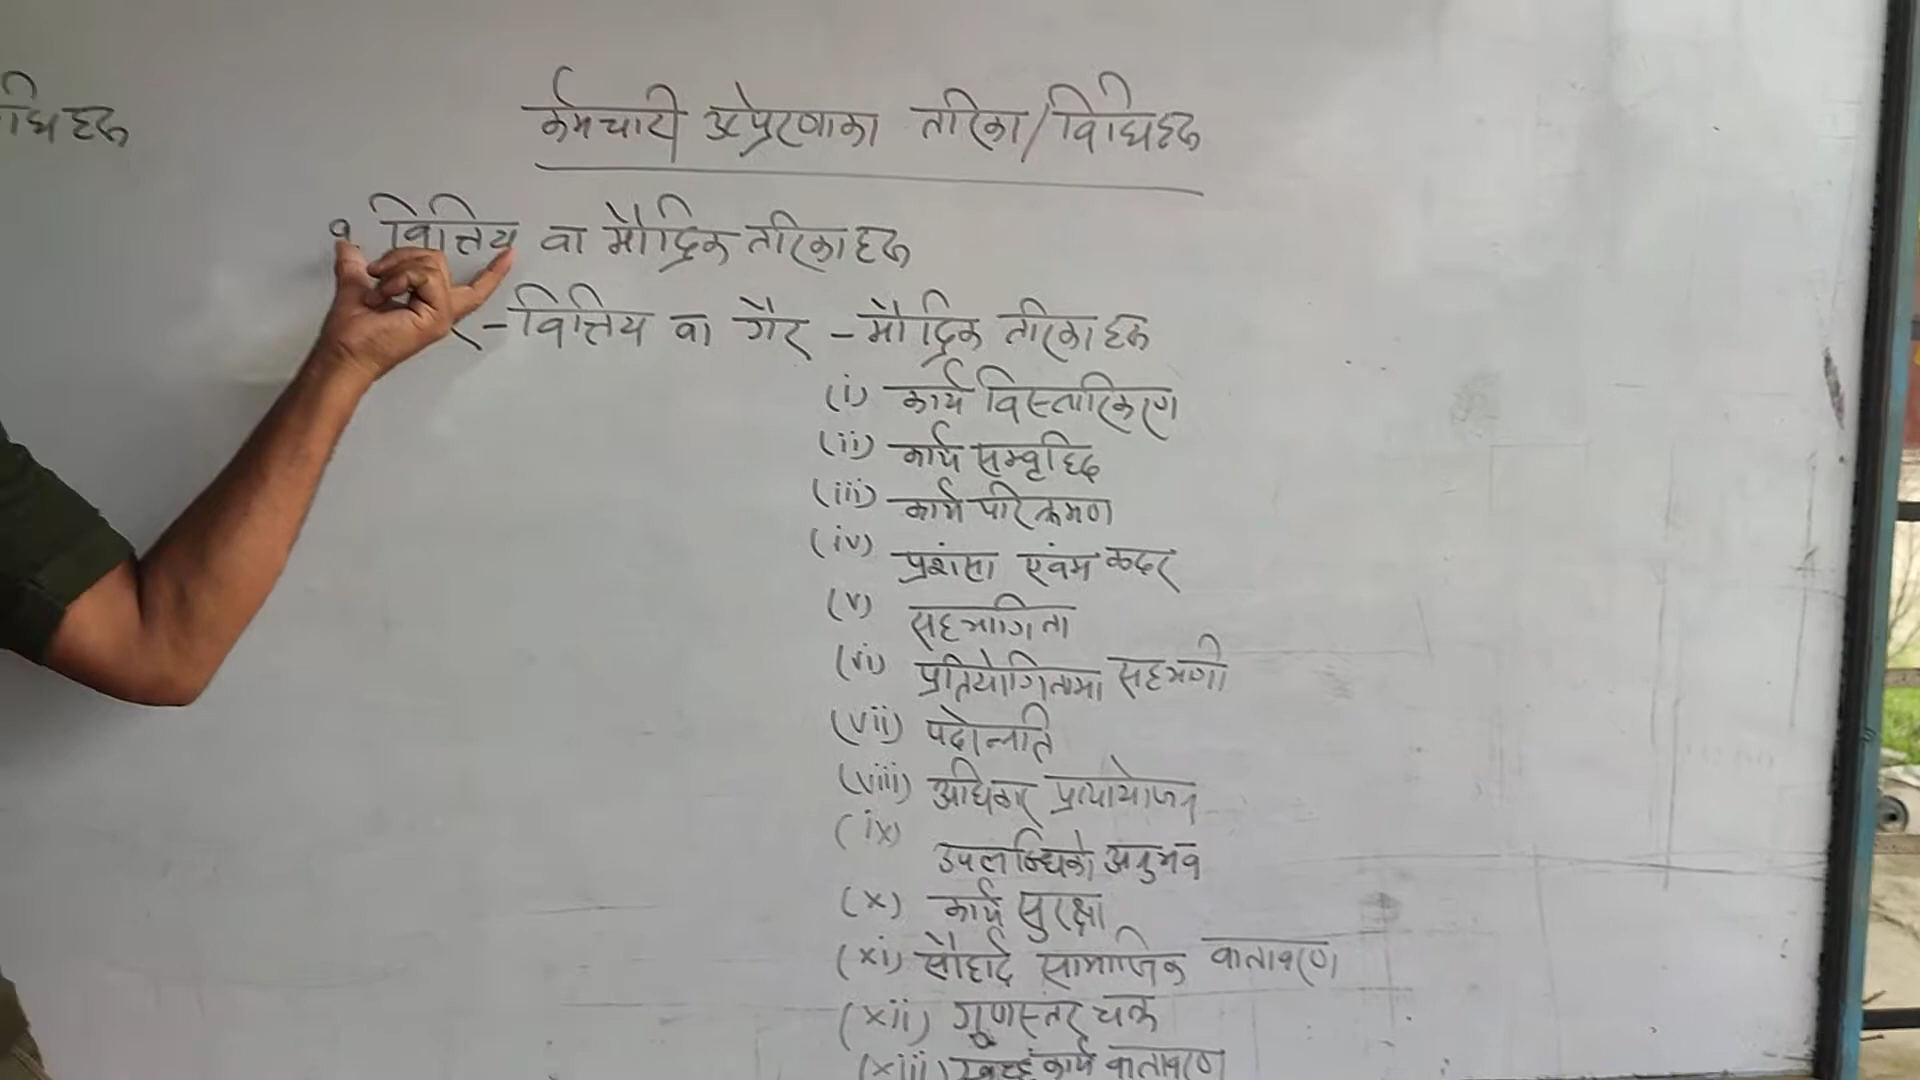 कर्मचारी उत्प्रेरणाका तरिका/विधिहरू
१. वित्तिय वा मौद्रिक तरिकाहरू
-वित्तिय वा गैर -मौद्रिक तरिकाहरू
(i) कार्य विस्तारिकरण
(ii) कार्य सम्वृद्धि
(iii) कार्य परिक्रमण
(iv) प्रशंसा एवंम कदर
(v) सहभागिता
(vi) प्रतियोगितामा सहभागी
(vii) पदोन्नति
(viii) अधिकार प्रत्यायोजन
(ix) उपलब्धिको अनुभव
(x) कार्य सुरक्षा
(xi) सौहार्द सामाजिक वातावरण
(xii) गुणस्तर चक्र
(xiii) कार्य वातावरण